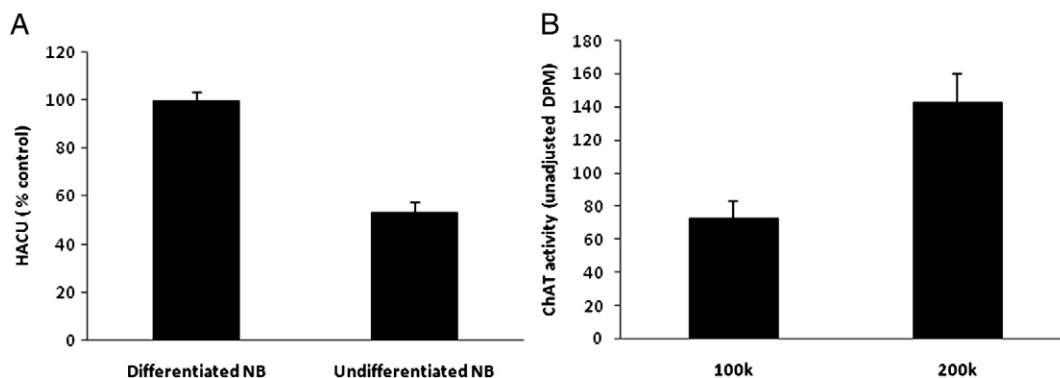 A
HACU (% control)
120
100
80
60
40
20
0
Differentiated NB
Undifferentiated NB
B
ChAT activity (unadjusted DPM)
180
160
140
120
100
80
60
40
20
0
100k
200k